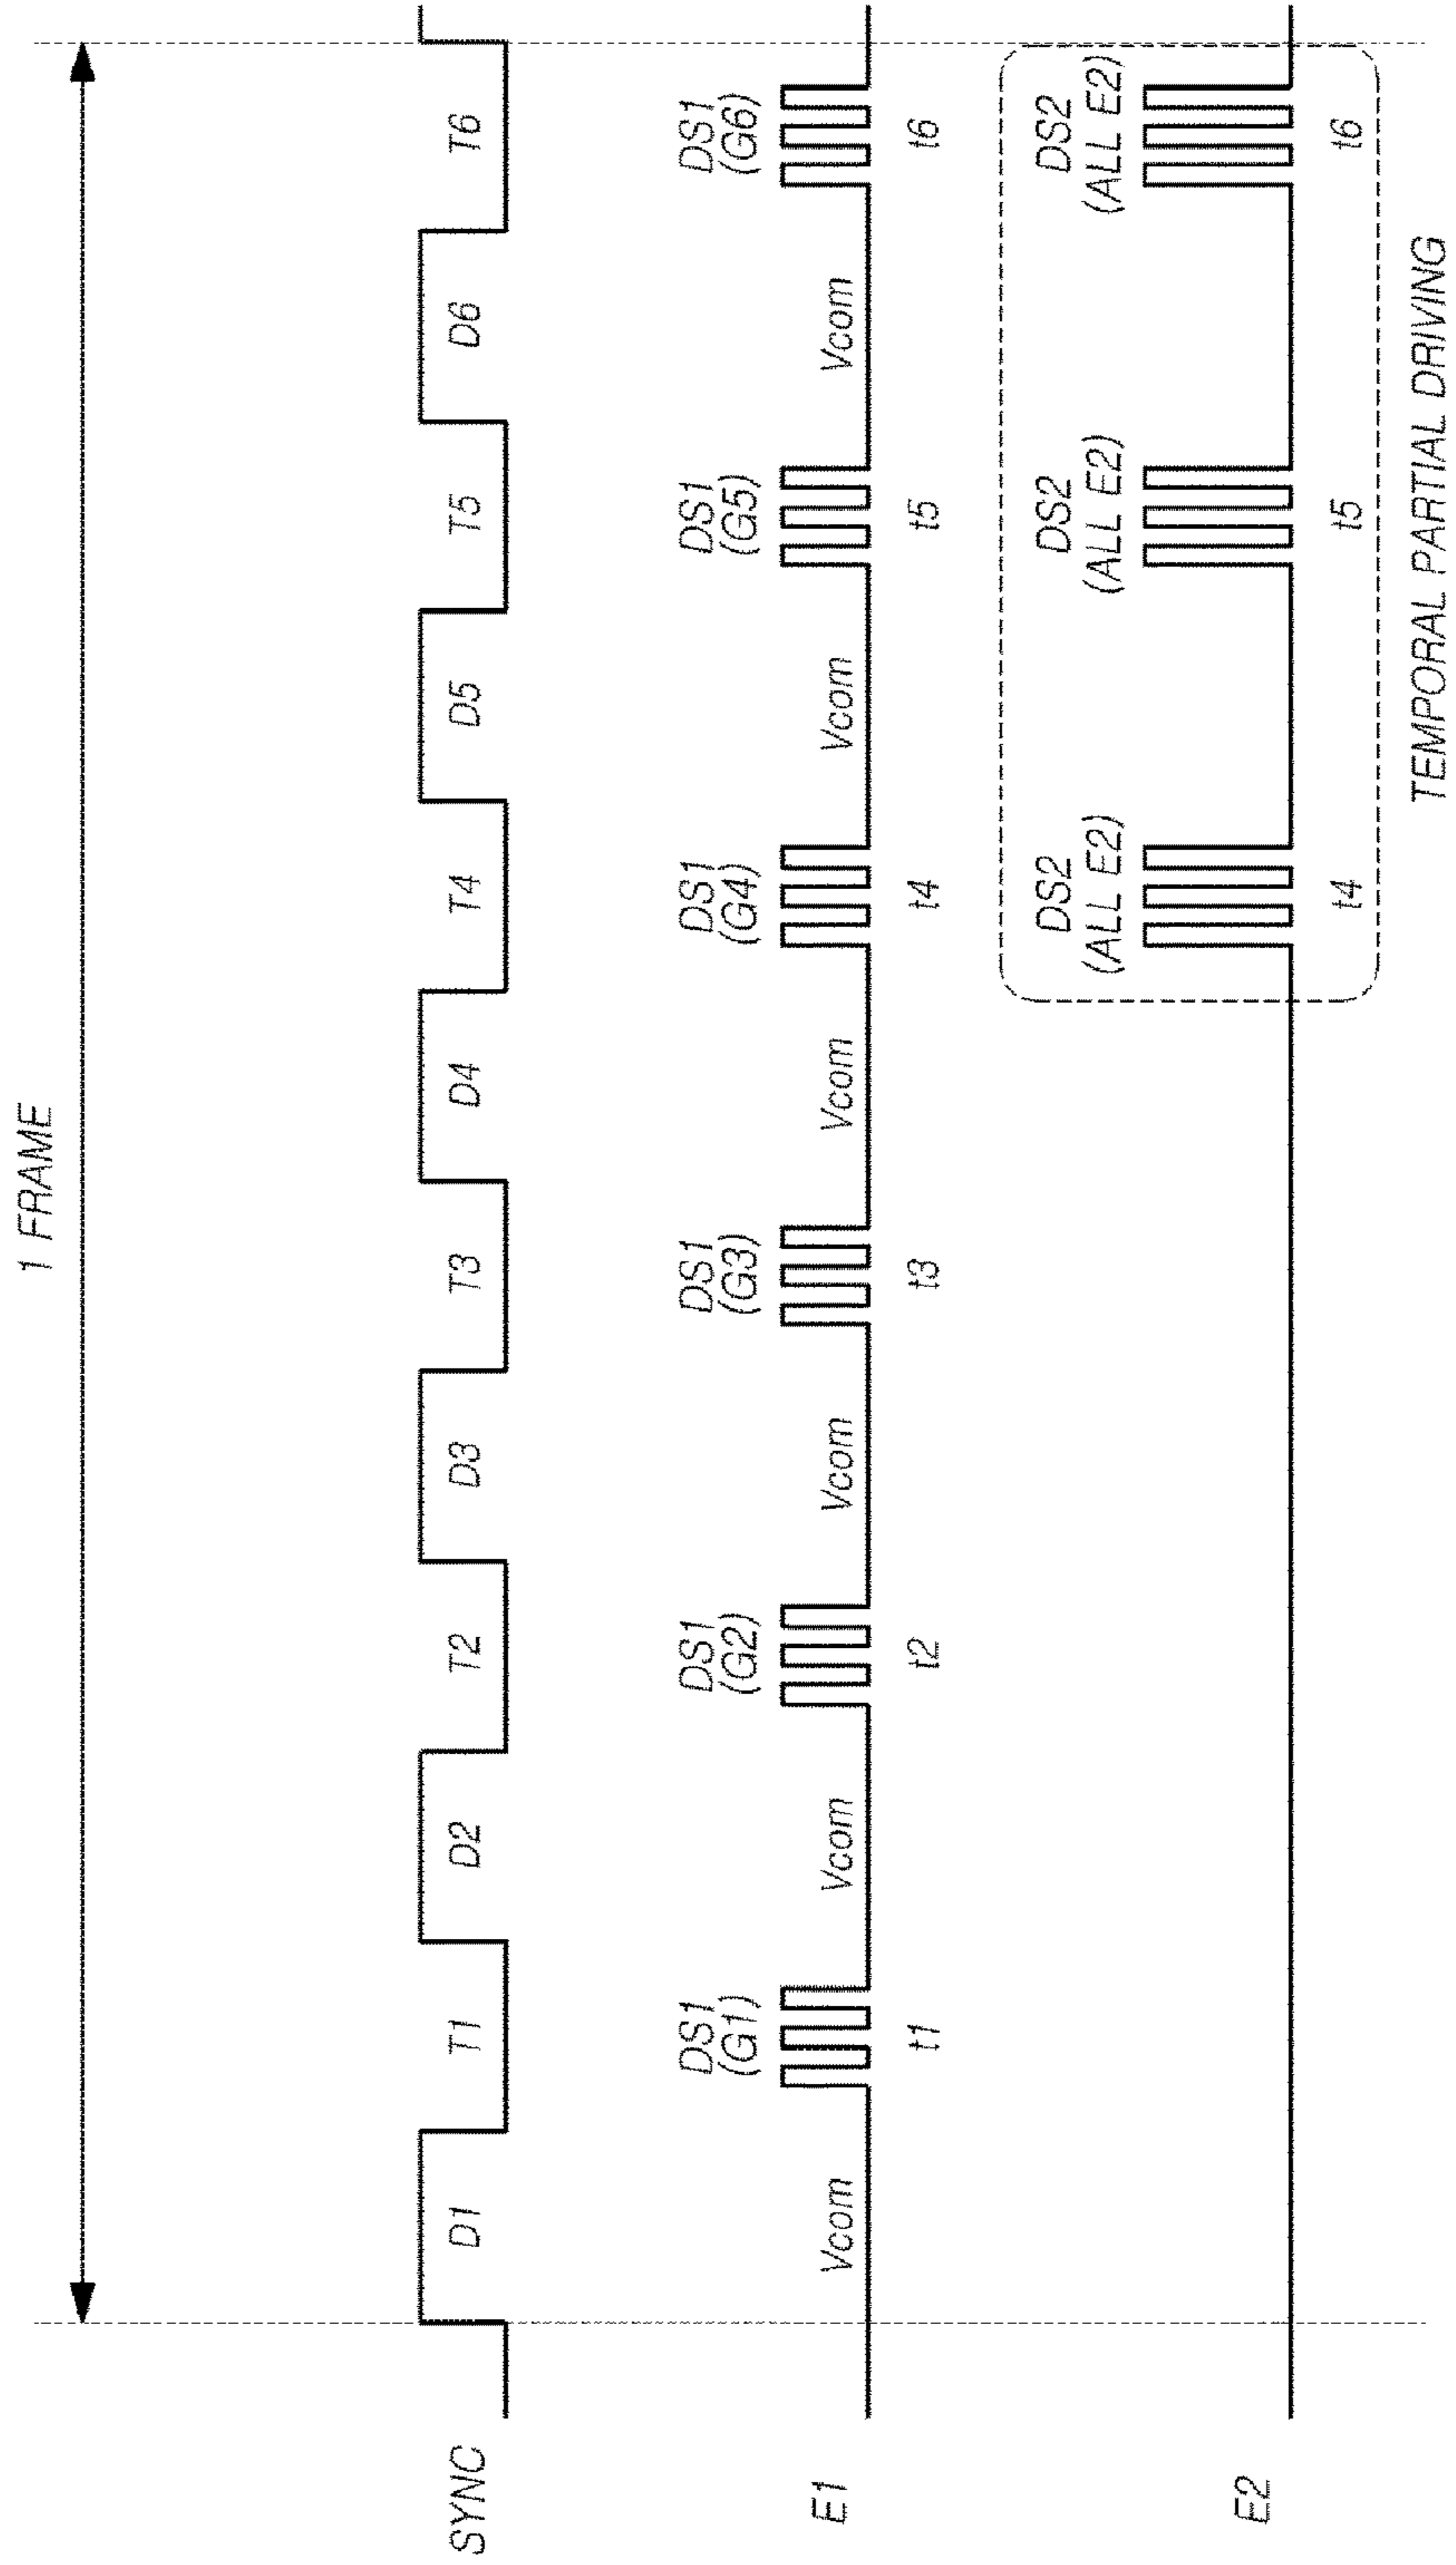 1 FRAME
SYNC
D1 T1 D2 T2 D3 T3 D4 T4 D5 T5 D6 T6
DS1 DS1 DS1 DS1 DS1 DS1
(G1) (G2) (G3) (G4) (G5) (G6)
E1
Vcom Vcom Vcom Vcom Vcom Vcom
t1 t2 t3 t4 t5 t6
DS2 DS2 DS2
(ALL E2) (ALL E2) (ALL E2)
E2
t4 t5 t6
TEMPORAL PARTIAL DRIVING